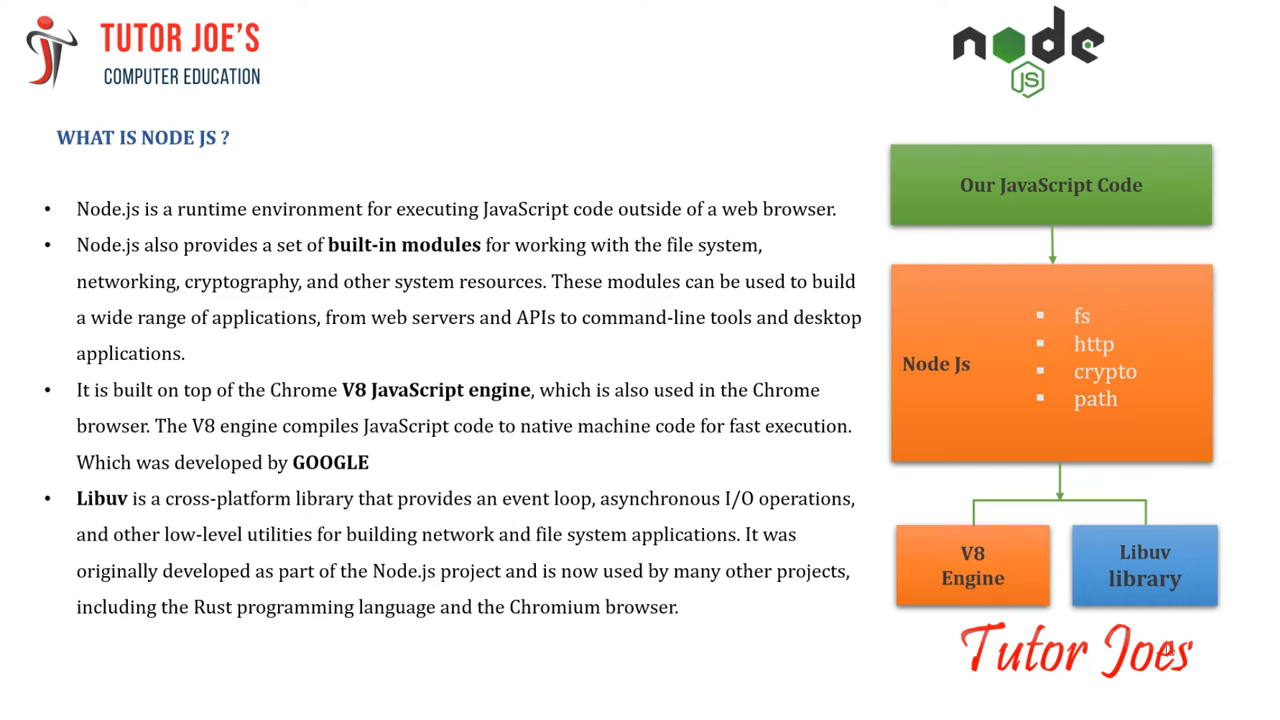 TUTOR JOE'S
COMPUTER EDUCATION
node
JS
WHAT IS NODE JS ?
• Node.js is a runtime environment for executing JavaScript code outside of a web browser.
• Node.js also provides a set of built-in modules for working with the file system,
networking, cryptography, and other system resources. These modules can be used to build
a wide range of applications, from web servers and APIs to command-line tools and desktop
applications.
• It is built on top of the Chrome V8 JavaScript engine, which is also used in the Chrome
browser. The V8 engine compiles JavaScript code to native machine code for fast execution.
Which was developed by GOOGLE
• Libuv is a cross-platform library that provides an event loop, asynchronous I/O operations,
and other low-level utilities for building network and file system applications. It was
originally developed as part of the Node.js project and is now used by many other projects,
including the Rust programming language and the Chromium browser.
Our JavaScript Code
Node Js
▪ fs
▪ http
▪ crypto
▪ path
V8
Engine
Libuv
library
Tutor Joes